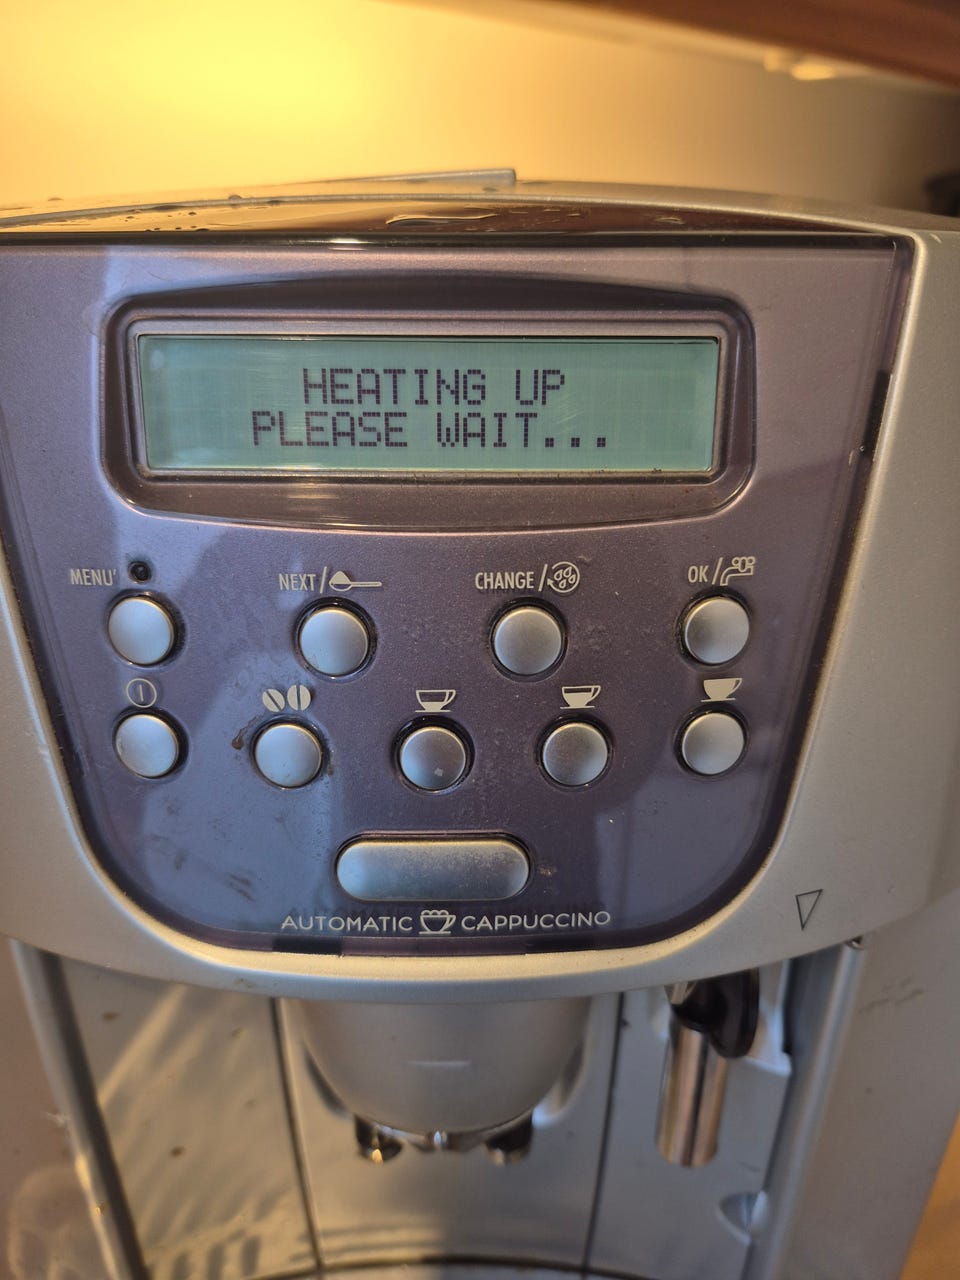 HEATING UP
PLEASE WAIT...
MENU'
NEXT/
CHANGE /
OK /
AUTOMATIC CAPPUCCINO